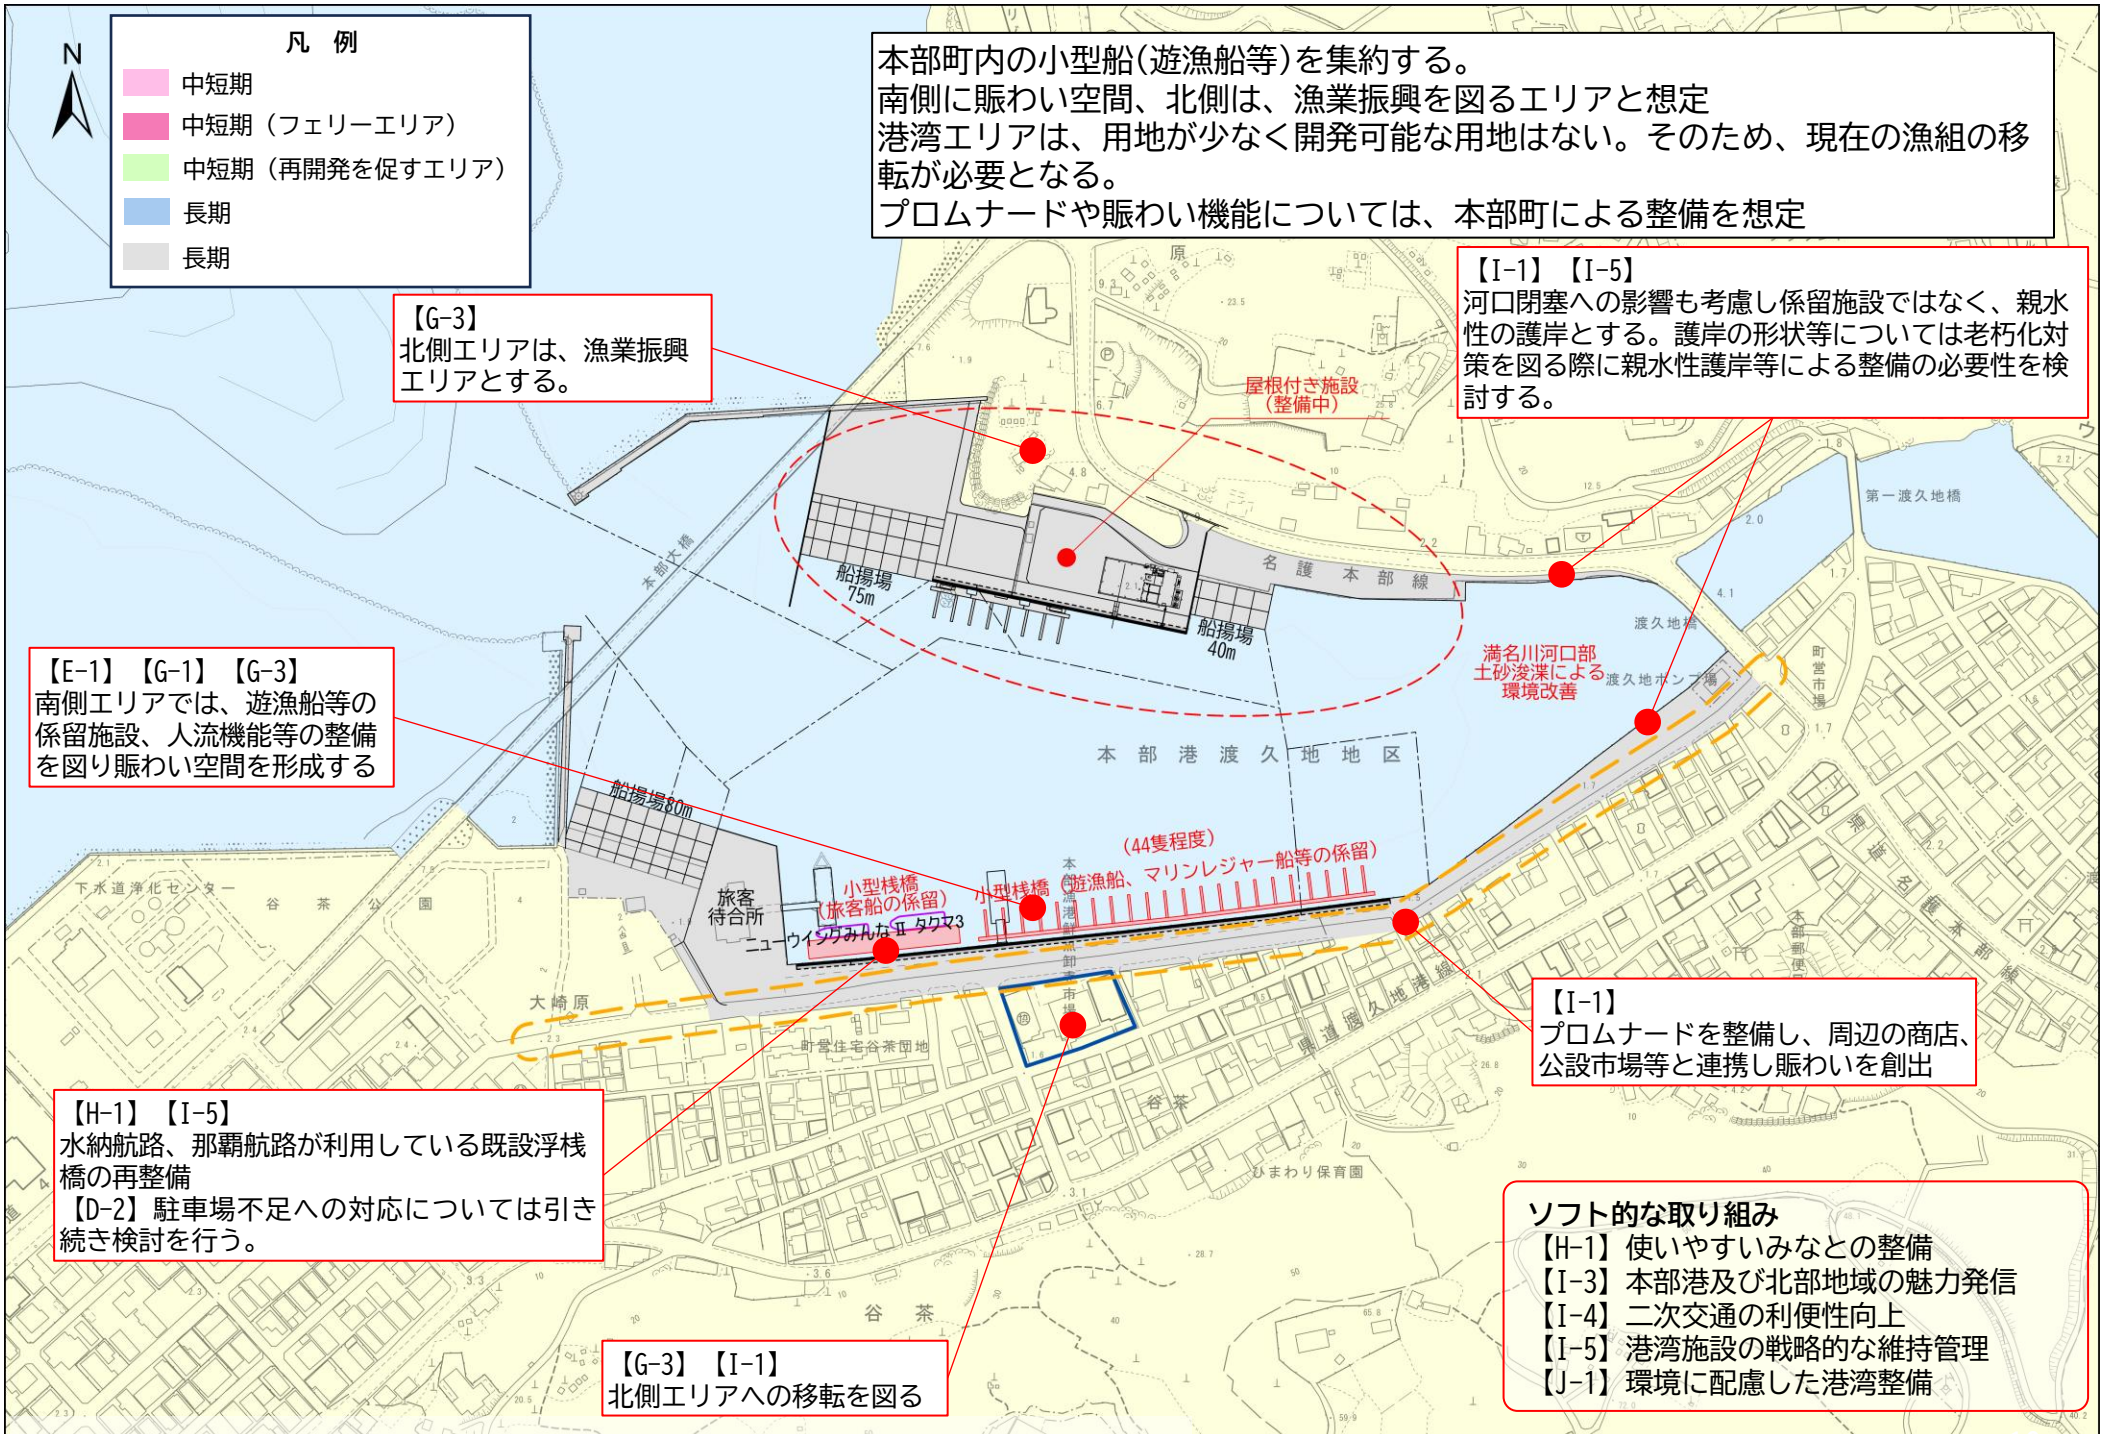 N
凡 例
中短期
中短期（フェリーエリア）
中短期（再開発を促すエリア）
長期
長期
本部町内の小型船(遊漁船等)を集約する。
南側に賑わい空間、北側は、漁業振興を図るエリアと想定
港湾エリアは、用地が少なく開発可能な用地はない。そのため、現在の漁組の移
転が必要となる。
プロムナードや賑わい機能については、本部町による整備を想定
【G-3】
北側エリアは、漁業振興
エリアとする。
【I-1】【I-5】
河口閉塞への影響も考慮し係留施設ではなく、親水
性の護岸とする。護岸の形状等については老朽化対
策を図る際に親水性護岸等による整備の必要性を検
討する。
原
屋根付き施設
（整備中）
第一渡久地橋
本部大橋
船揚場
75m
名護本部線
船揚場
40m
渡久地橋
満名川河口部
土砂浚渫による
環境改善
渡久地ポンプ場
町営市場
【E-1】【G-1】【G-3】
南側エリアでは、遊漁船等の
係留施設、人流機能等の整備
を図り賑わい空間を形成する
本部港渡久地地区
船揚場80m
（44隻程度）
小型桟橋（遊漁船、マリンレジャー船等の係留）
小型桟橋
（旅客船の係留）
旅客
待合所
ニューウイングみんなⅡ タクマ3
下水道浄化センター
谷茶公園
大崎原
町営住宅谷茶団地
県道渡久地港線
県道名護本部線
【I-1】
プロムナードを整備し、周辺の商店、
公設市場等と連携し賑わいを創出
【H-1】【I-5】
水納航路、那覇航路が利用している既設浮桟
橋の再整備
【D-2】駐車場不足への対応については引き
続き検討を行う。
谷茶
ひまわり保育園
谷茶
【G-3】【I-1】
北側エリアへの移転を図る
ソフト的な取り組み
【H-1】使いやすいみなとの整備
【I-3】本部港及び北部地域の魅力発信
【I-4】二次交通の利便性向上
【I-5】港湾施設の戦略的な維持管理
【J-1】環境に配慮した港湾整備